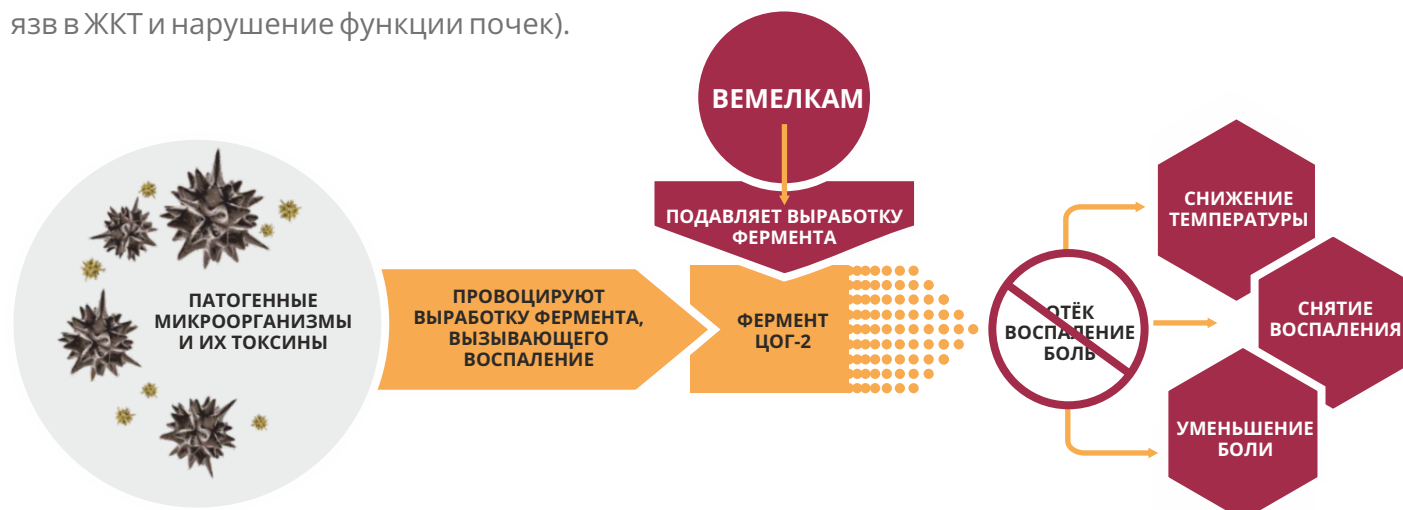 язв в ЖКТ и нарушение функции почек).
ВЕМЕЛКАМ
ПОДАВЛЯЕТ ВЫРАБОТКУ
ФЕРМЕНТА
ПАТОГЕННЫЕ
МИКРООРГАНИЗМЫ
И ИХ ТОКСИНЫ
ПРОВОЦИРУЮТ
ВЫРАБОТКУ ФЕРМЕНТА,
ВЫЗЫВАЮЩЕГО
ВОСПАЛЕНИЕ
ФЕРМЕНТ
ЦОГ-2
ОТЁК
ВОСПАЛЕНИЕ
БОЛЬ
СНИЖЕНИЕ
ТЕМПЕРАТУРЫ
СНЯТИЕ
ВОСПАЛЕНИЯ
УМЕНЬШЕНИЕ
БОЛИ